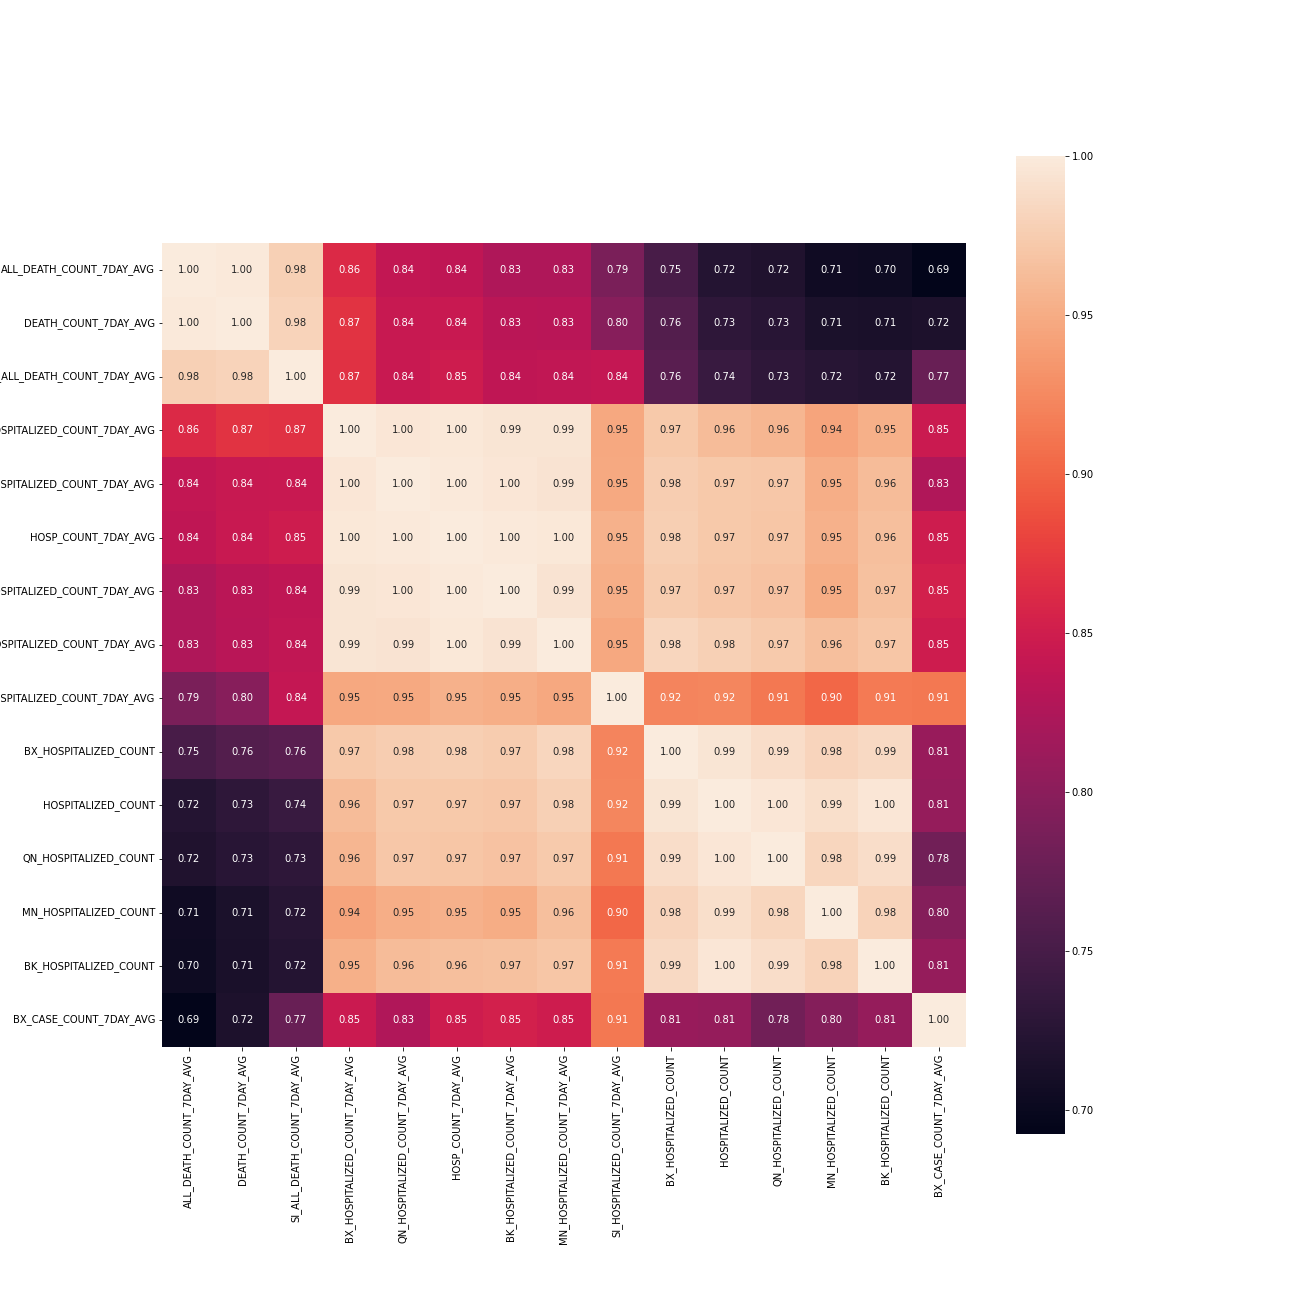 ALL_DEATH_COUNT_7DAY_AVG 1.00 1.00 0.98 0.86 0.84 0.84 0.83 0.83 0.79 0.75 0.72 0.72 0.71 0.70 0.69
DEATH_COUNT_7DAY_AVG 1.00 1.00 0.98 0.87 0.84 0.84 0.83 0.83 0.80 0.76 0.73 0.73 0.71 0.71 0.72
_ALL_DEATH_COUNT_7DAY_AVG 0.98 0.98 1.00 0.87 0.84 0.85 0.84 0.84 0.84 0.76 0.74 0.73 0.72 0.72 0.77
SPITALIZED_COUNT_7DAY_AVG 0.86 0.87 0.87 1.00 1.00 1.00 0.99 0.99 0.95 0.97 0.96 0.96 0.94 0.95 0.85
SPITALIZED_COUNT_7DAY_AVG 0.84 0.84 0.84 1.00 1.00 1.00 1.00 0.99 0.95 0.98 0.97 0.97 0.95 0.96 0.83
HOSP_COUNT_7DAY_AVG 0.84 0.84 0.85 1.00 1.00 1.00 1.00 1.00 0.95 0.98 0.97 0.97 0.95 0.96 0.85
SPITALIZED_COUNT_7DAY_AVG 0.83 0.83 0.84 0.99 1.00 1.00 1.00 0.99 0.95 0.97 0.97 0.97 0.95 0.97 0.85
SPITALIZED_COUNT_7DAY_AVG 0.83 0.83 0.84 0.99 0.99 1.00 0.99 1.00 0.95 0.98 0.98 0.97 0.96 0.97 0.85
SPITALIZED_COUNT_7DAY_AVG 0.79 0.80 0.84 0.95 0.95 0.95 0.95 0.95 1.00 0.92 0.92 0.91 0.90 0.91 0.91
BX_HOSPITALIZED_COUNT 0.75 0.76 0.76 0.97 0.98 0.98 0.97 0.98 0.92 1.00 0.99 0.99 0.98 0.99 0.81
HOSPITALIZED_COUNT 0.72 0.73 0.74 0.96 0.97 0.97 0.97 0.98 0.92 0.99 1.00 1.00 0.99 1.00 0.81
QN_HOSPITALIZED_COUNT 0.72 0.73 0.73 0.96 0.97 0.97 0.97 0.97 0.91 0.99 1.00 1.00 0.98 0.99 0.78
MN_HOSPITALIZED_COUNT 0.71 0.71 0.72 0.94 0.95 0.95 0.95 0.96 0.90 0.98 0.99 0.98 1.00 0.98 0.80
BK_HOSPITALIZED_COUNT 0.70 0.71 0.72 0.95 0.96 0.96 0.97 0.97 0.91 0.99 1.00 0.99 0.98 1.00 0.81
BX_CASE_COUNT_7DAY_AVG 0.69 0.72 0.77 0.85 0.83 0.85 0.85 0.85 0.91 0.81 0.81 0.78 0.80 0.81 1.00
ALL_DEATH_COUNT_7DAY_AVG
DEATH_COUNT_7DAY_AVG
SI_ALL_DEATH_COUNT_7DAY_AVG
BX_HOSPITALIZED_COUNT_7DAY_AVG
QN_HOSPITALIZED_COUNT_7DAY_AVG
HOSP_COUNT_7DAY_AVG
BK_HOSPITALIZED_COUNT_7DAY_AVG
MN_HOSPITALIZED_COUNT_7DAY_AVG
SI_HOSPITALIZED_COUNT_7DAY_AVG
BX_HOSPITALIZED_COUNT
HOSPITALIZED_COUNT
QN_HOSPITALIZED_COUNT
MN_HOSPITALIZED_COUNT
BK_HOSPITALIZED_COUNT
BX_CASE_COUNT_7DAY_AVG
1.00
0.95
0.90
0.85
0.80
0.75
0.70